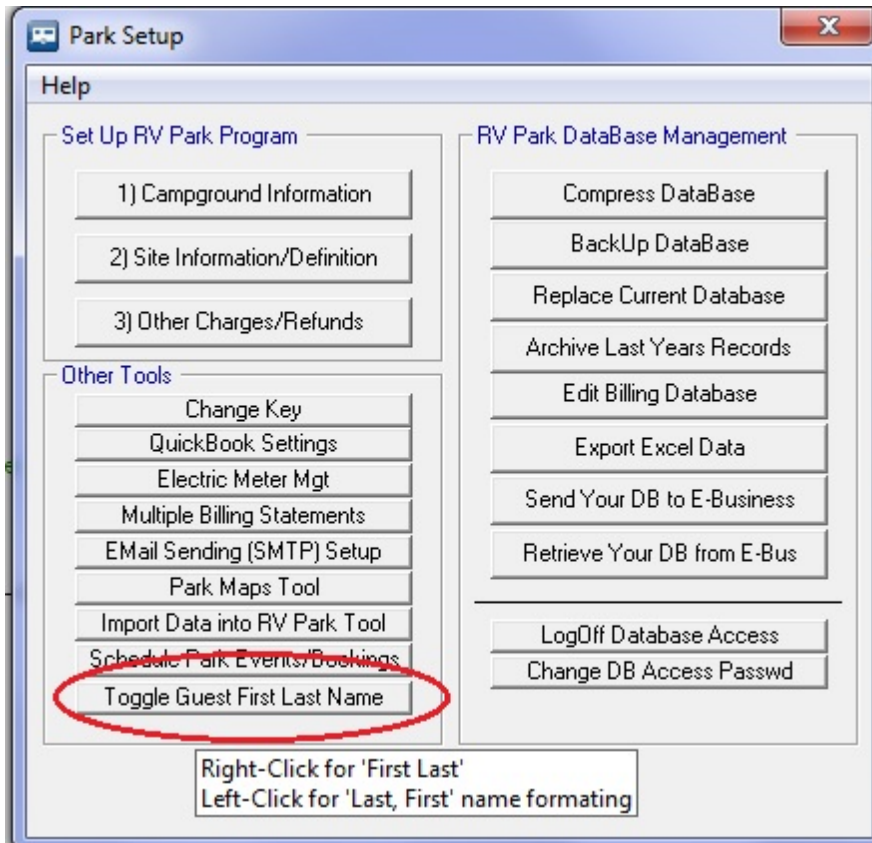 Park Setup
X
Help
Set Up RV Park Program
1) Campground Information
2) Site Information/Definition
3) Other Charges/Refunds
Other Tools
Change Key
QuickBook Settings
Electric Meter Mgt
Multiple Billing Statements
EMail Sending (SMTP) Setup
Park Maps Tool
Import Data into RV Park Tool
Schedule Park Events/Bookings
Toggle Guest First Last Name
RV Park DataBase Management
Compress DataBase
BackUp DataBase
Replace Current Database
Archive Last Years Records
Edit Billing Database
Export Excel Data
Send Your DB to E-Business
Retrieve Your DB from E-Bus
LogOff Database Access
Change DB Access Passwd
Right-Click for 'First Last'
Left-Click for 'Last, First' name formating